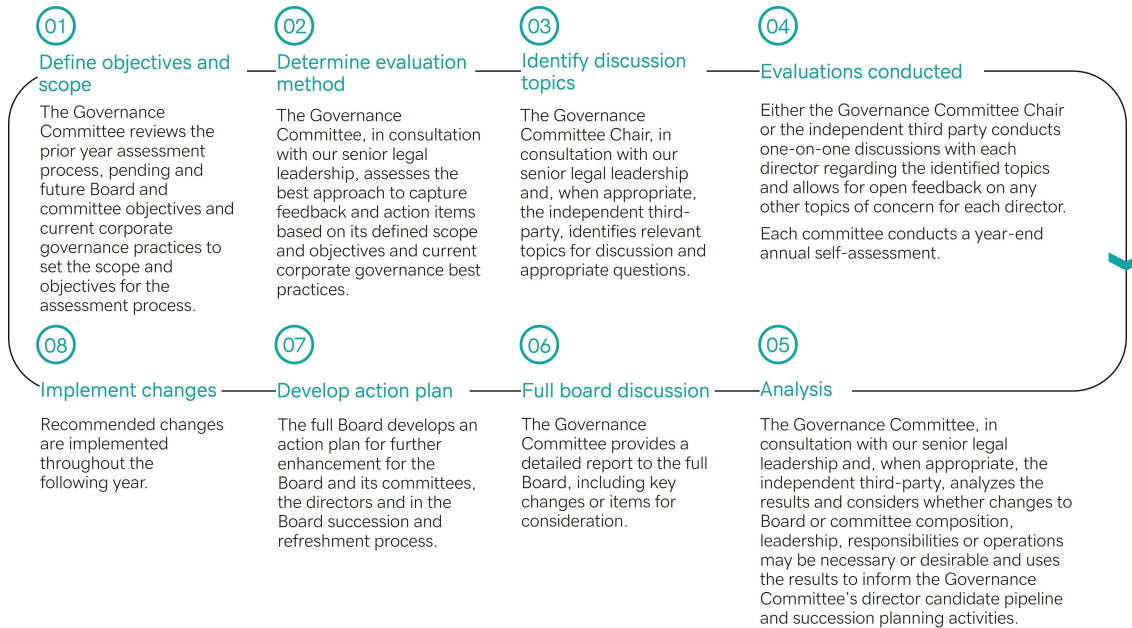 01
Define objectives and
scope
The Governance
Committee reviews the
prior year assessment
process, pending and
future Board and
committee objectives and
current corporate
governance practices to
set the scope and
objectives for the
assessment process.
02
Determine evaluation
method
The Governance
Committee, in consultation
with our senior legal
leadership, assesses the
best approach to capture
feedback and action items
based on its defined scope
and objectives and current
corporate governance best
practices.
03
Identify discussion
topics
The Governance
Committee Chair, in
consultation with our
senior legal leadership
and, when appropriate,
the independent third-
party, identifies relevant
topics for discussion and
appropriate questions.
04
Evaluations conducted
Either the Governance Committee Chair
or the independent third party conducts
one-on-one discussions with each
director regarding the identified topics
and allows for open feedback on any
other topics of concern for each director.
Each committee conducts a year-end
annual self-assessment.
05
Analysis
The Governance Committee, in
consultation with our senior legal
leadership and, when appropriate, the
independent third-party, analyzes the
results and considers whether changes to
Board or committee composition,
leadership, responsibilities or operations
may be necessary or desirable and uses
the results to inform the Governance
Committee's director candidate pipeline
and succession planning activities.
06
Full board discussion
The Governance
Committee provides a
detailed report to the full
Board, including key
changes or items for
consideration.
07
Develop action plan
The full Board develops an
action plan for further
enhancement for the
Board and its committees,
the directors and in the
Board succession and
refreshment process.
08
Implement changes
Recommended changes
are implemented
throughout the
following year.